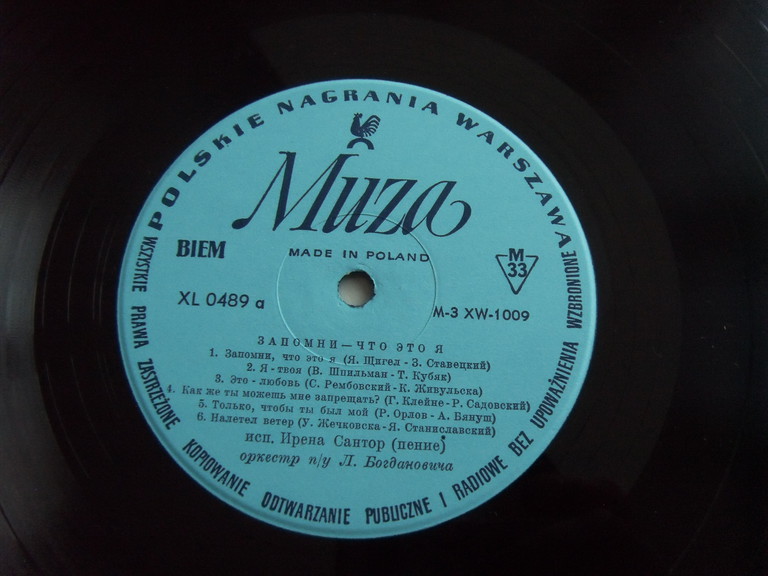 POLSKIE NAGRANIA WARSZAWA
Muza
BIEM
MADE IN POLAND
M
33
XL 0489 a
M-3 XW-1009
ЗАПОМНИ—ЧТО ЭТО Я
1. Запомни, что это я (Я. Щигел - З. Ставецкий)
2. Я - твоя (В. Шпильман - Т. Кубяк)
3. Это - любовь (С. Рембовский - К. Живульска)
4. Как же ты можешь мне запрещать? (Г. Клейне - Р. Садовский)
5. Только, чтобы ты был мой (Р. Орлов - А. Вянуш)
6. Налетел ветер (У. Жечковска - Я. Станиславский)
исп. Ирена Сантор (пение)
оркестр п/у Л. Богдановича
WSZYSTKIE PRAWA ZASTRZEŻONE KOPIOWANIE ODTWARZANIE PUBLICZNE I RADIOWE BEZ UPOWAŻNIENIA WZBRONIONE